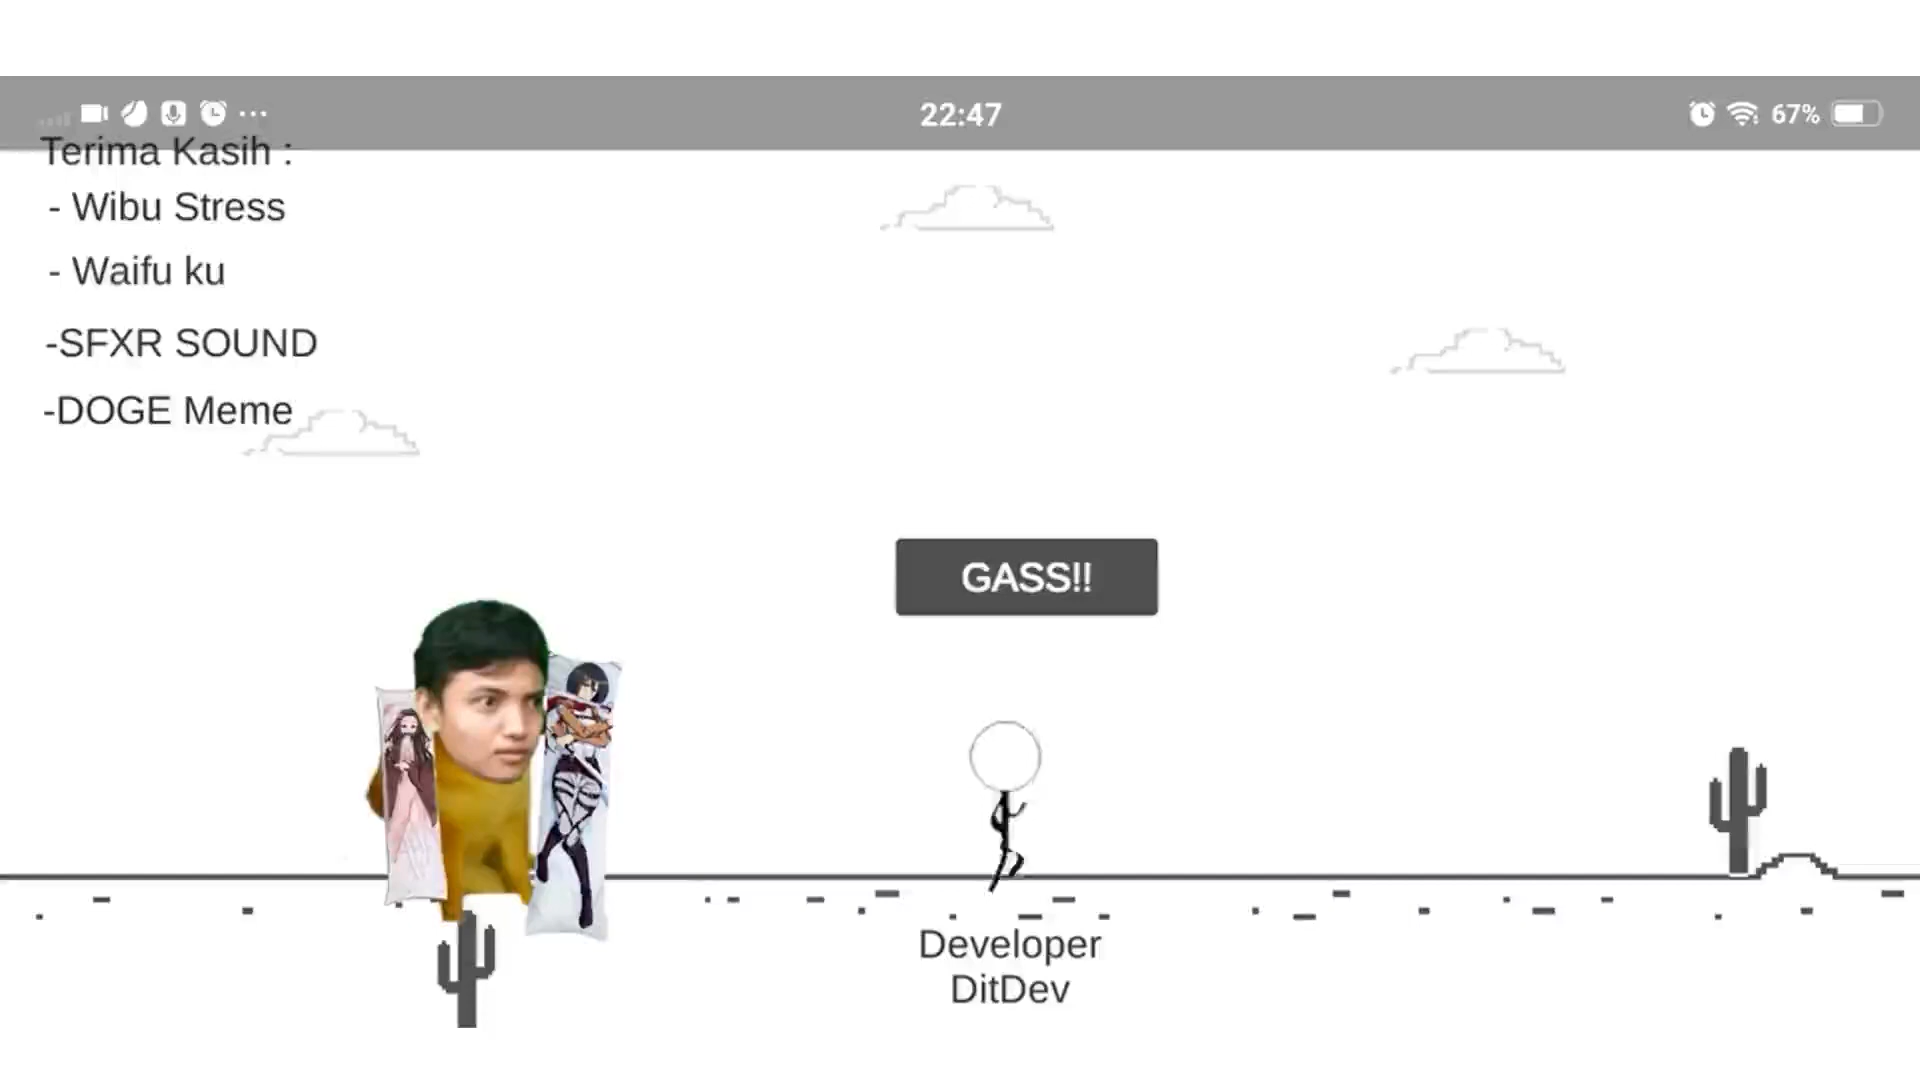 22:47
67%
Terima Kasih :
- Wibu Stress
- Waifu ku
-SFXR SOUND
-DOGE Meme
GASS!!
Developer
DitDev